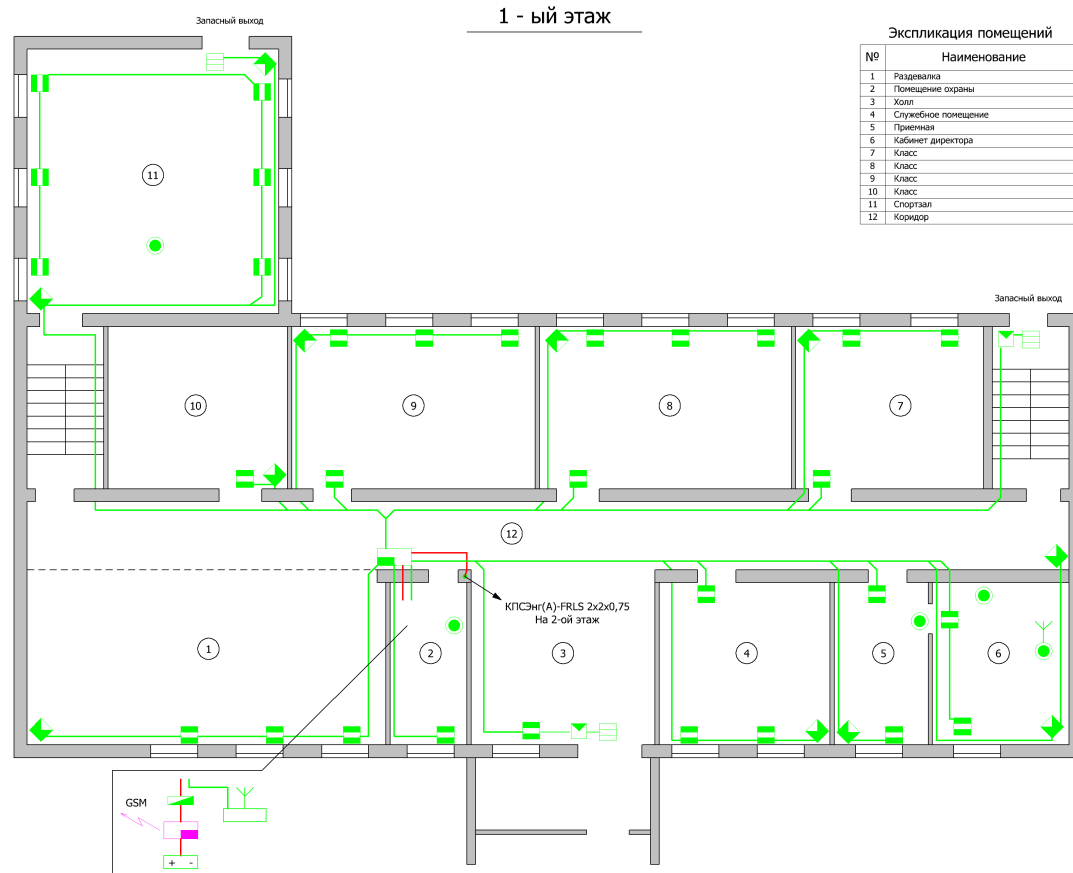 1 - ый этаж
Запасный выход
Экспликация помещений
№ Наименование
1 Раздевалка
2 Помещение охраны
3 Холл
4 Служебное помещение
5 Приемная
6 Кабинет директора
7 Класс
8 Класс
9 Класс
10 Класс
11 Спортзал
12 Коридор
11
Запасный выход
10
9
8
7
12
КПСЭнг(А)-FRLS 2х2х0,75
На 2-ой этаж
1
2
3
4
5
6
GSM
+ -